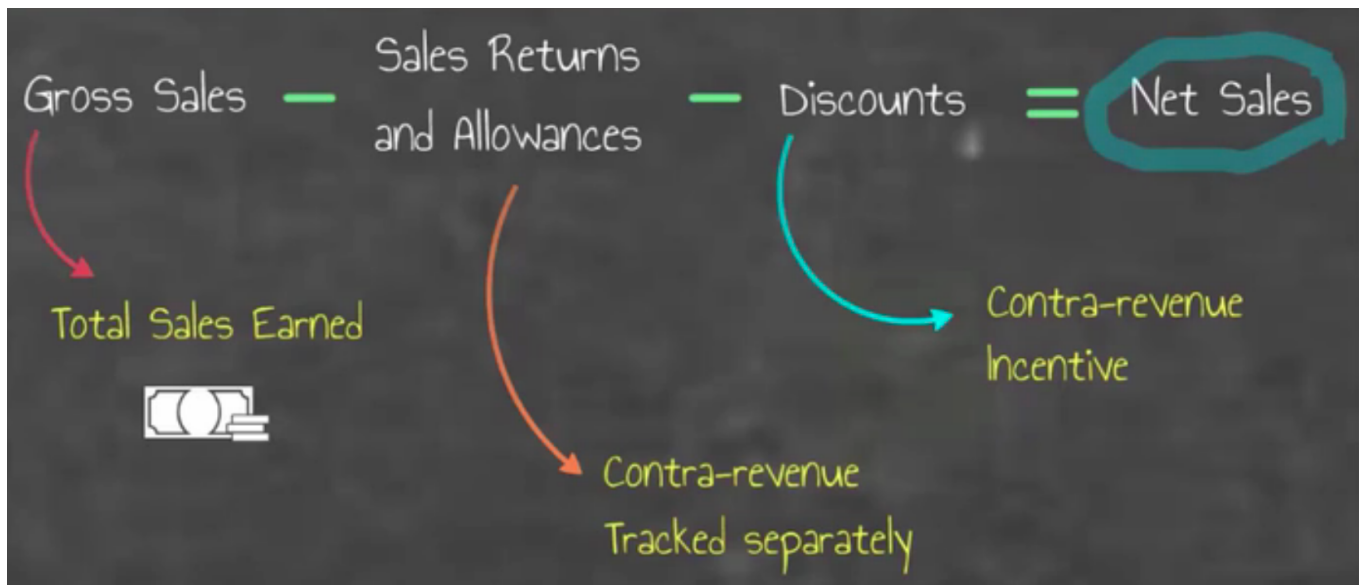 Gross Sales — Sales Returns and Allowances — Discounts = Net Sales
Total Sales Earned
Contra-revenue
Incentive
Contra-revenue
Tracked separately